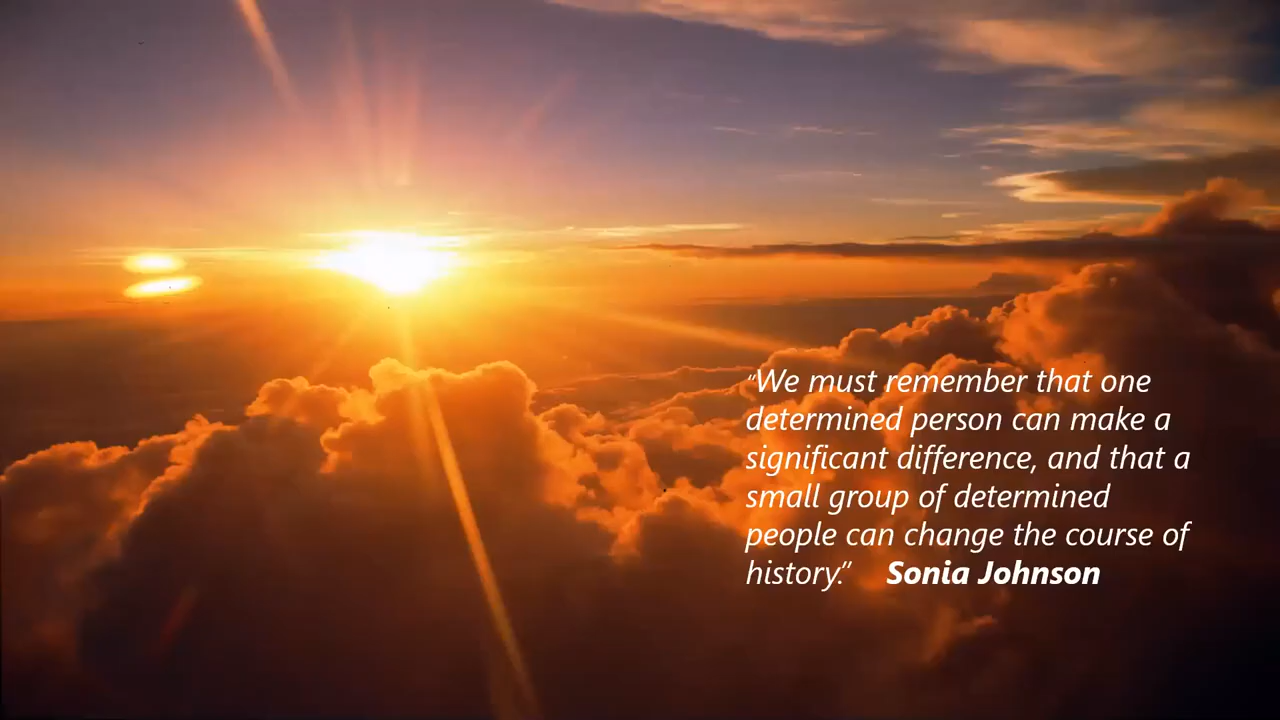 “We must remember that one
determined person can make a
significant difference, and that a
small group of determined
people can change the course of
history.” Sonia Johnson